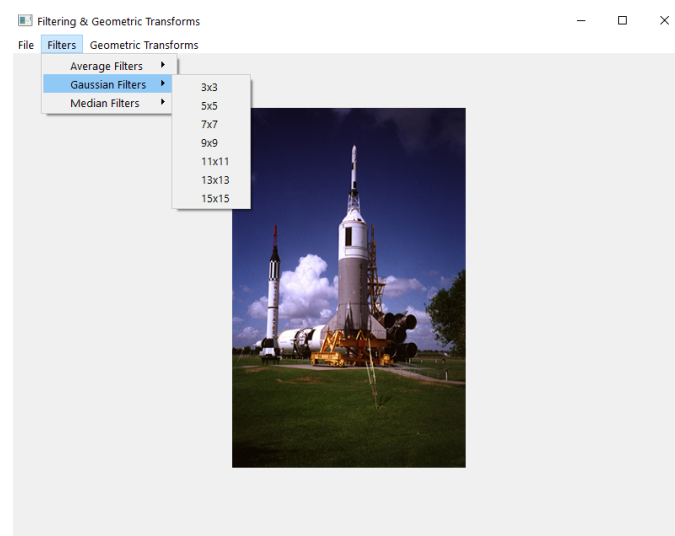 Filtering & Geometric Transforms
File Filters Geometric Transforms
Average Filters
Gaussian Filters
Median Filters
3x3
5x5
7x7
9x9
11x11
13x13
15x15